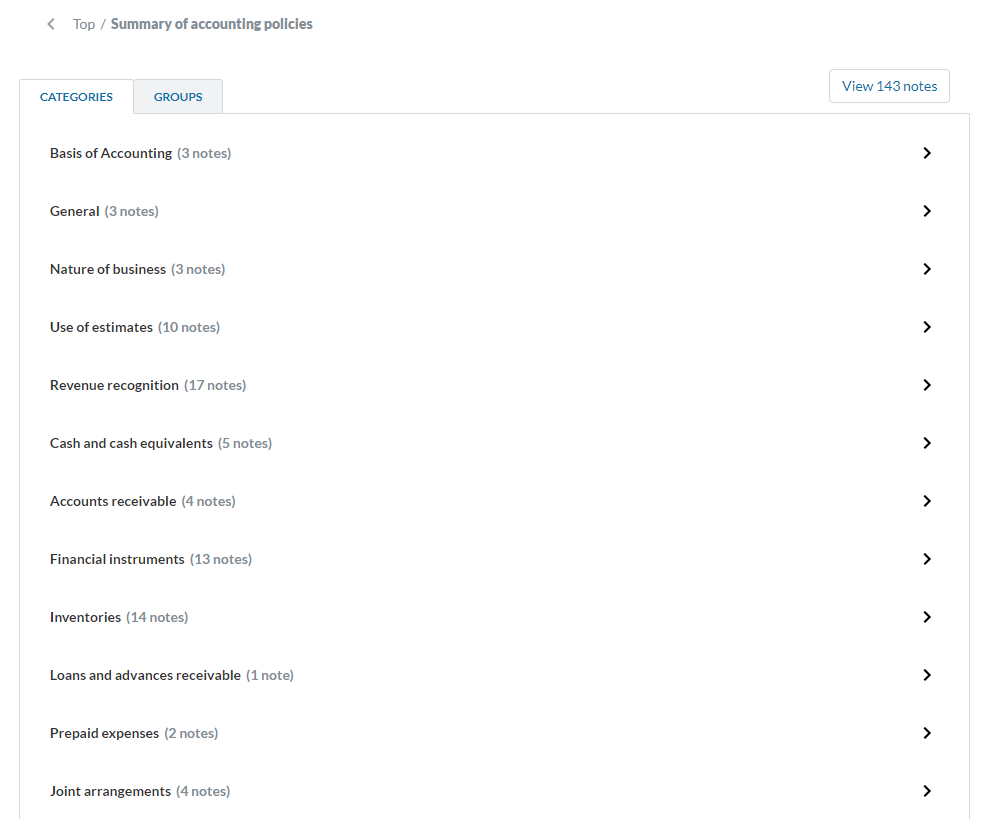 Top / Summary of accounting policies
CATEGORIES GROUPS View 143 notes
Basis of Accounting (3 notes)
General (3 notes)
Nature of business (3 notes)
Use of estimates (10 notes)
Revenue recognition (17 notes)
Cash and cash equivalents (5 notes)
Accounts receivable (4 notes)
Financial instruments (13 notes)
Inventories (14 notes)
Loans and advances receivable (1 note)
Prepaid expenses (2 notes)
Joint arrangements (4 notes)